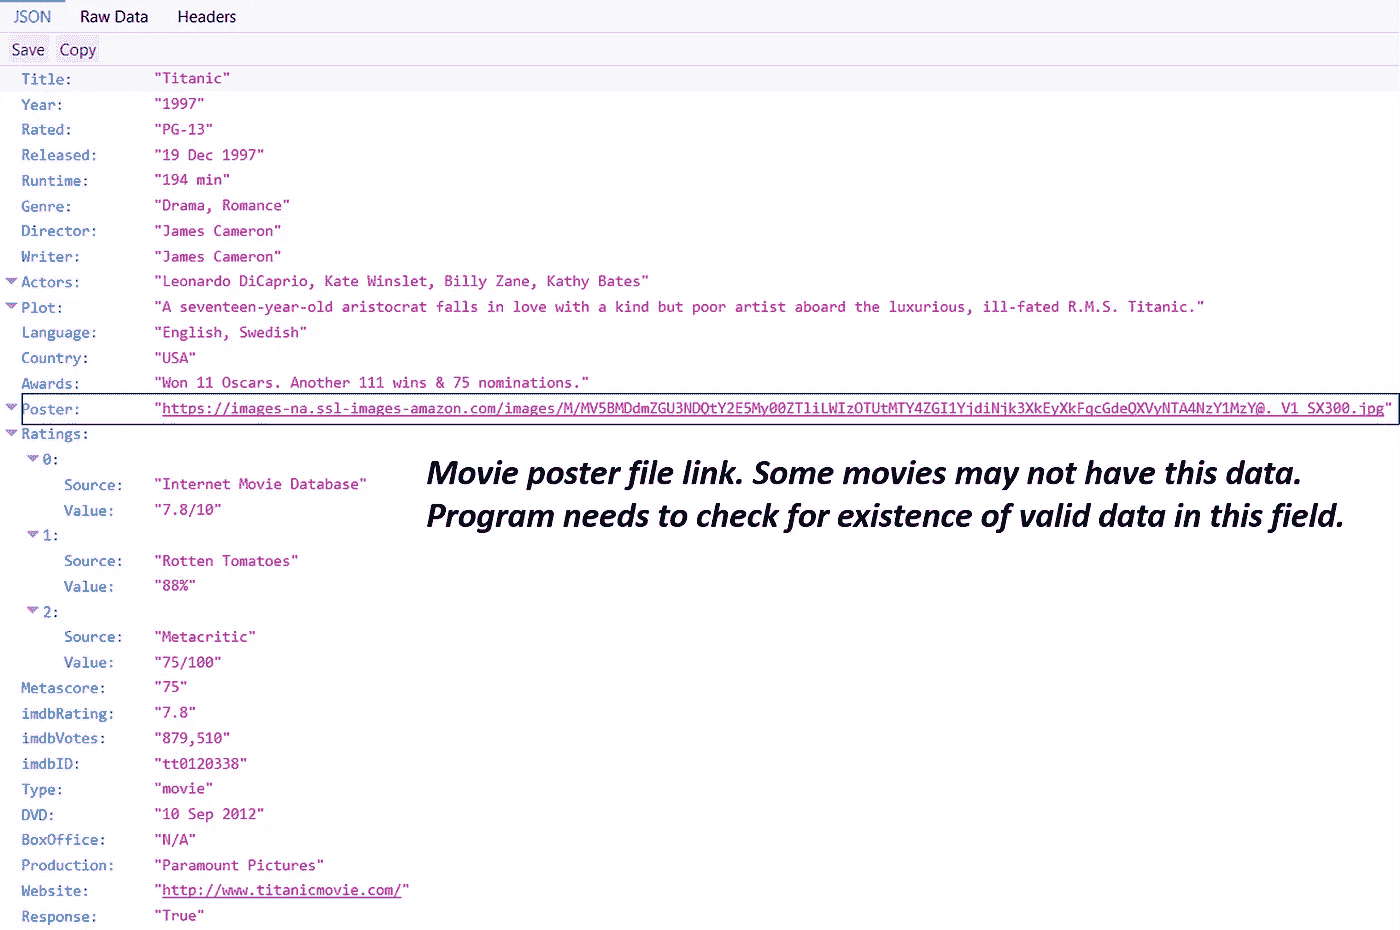 JSON Raw Data Headers
Save Copy
Title: "Titanic"
Year: "1997"
Rated: "PG-13"
Released: "19 Dec 1997"
Runtime: "194 min"
Genre: "Drama, Romance"
Director: "James Cameron"
Writer: "James Cameron"
Actors: "Leonardo DiCaprio, Kate Winslet, Billy Zane, Kathy Bates"
Plot: "A seventeen-year-old aristocrat falls in love with a kind but poor artist aboard the luxurious, ill-fated R.M.S. Titanic."
Language: "English, Swedish"
Country: "USA"
Awards: "Won 11 Oscars. Another 111 wins & 75 nominations."
Poster: "https://images-na.ssl-images-amazon.com/images/M/MV5BMDdmZGU3NDQtY2E5My00ZTliLWIzOTUtMTY4ZGI1YjdiNjk3XkEyXkFqcGdeQXVyNTA4NzY1MzY@._V1_SX300.jpg"
Ratings:
0:
Source: "Internet Movie Database"
Value: "7.8/10"
Movie poster file link. Some movies may not have this data.
Program needs to check for existence of valid data in this field.
1:
Source: "Rotten Tomatoes"
Value: "88%"
2:
Source: "Metacritic"
Value: "75/100"
Metascore: "75"
imdbRating: "7.8"
imdbVotes: "879,510"
imdbID: "tt0120338"
Type: "movie"
DVD: "10 Sep 2012"
BoxOffice: "N/A"
Production: "Paramount Pictures"
Website: "http://www.titanicmovie.com/"
Response: "True"